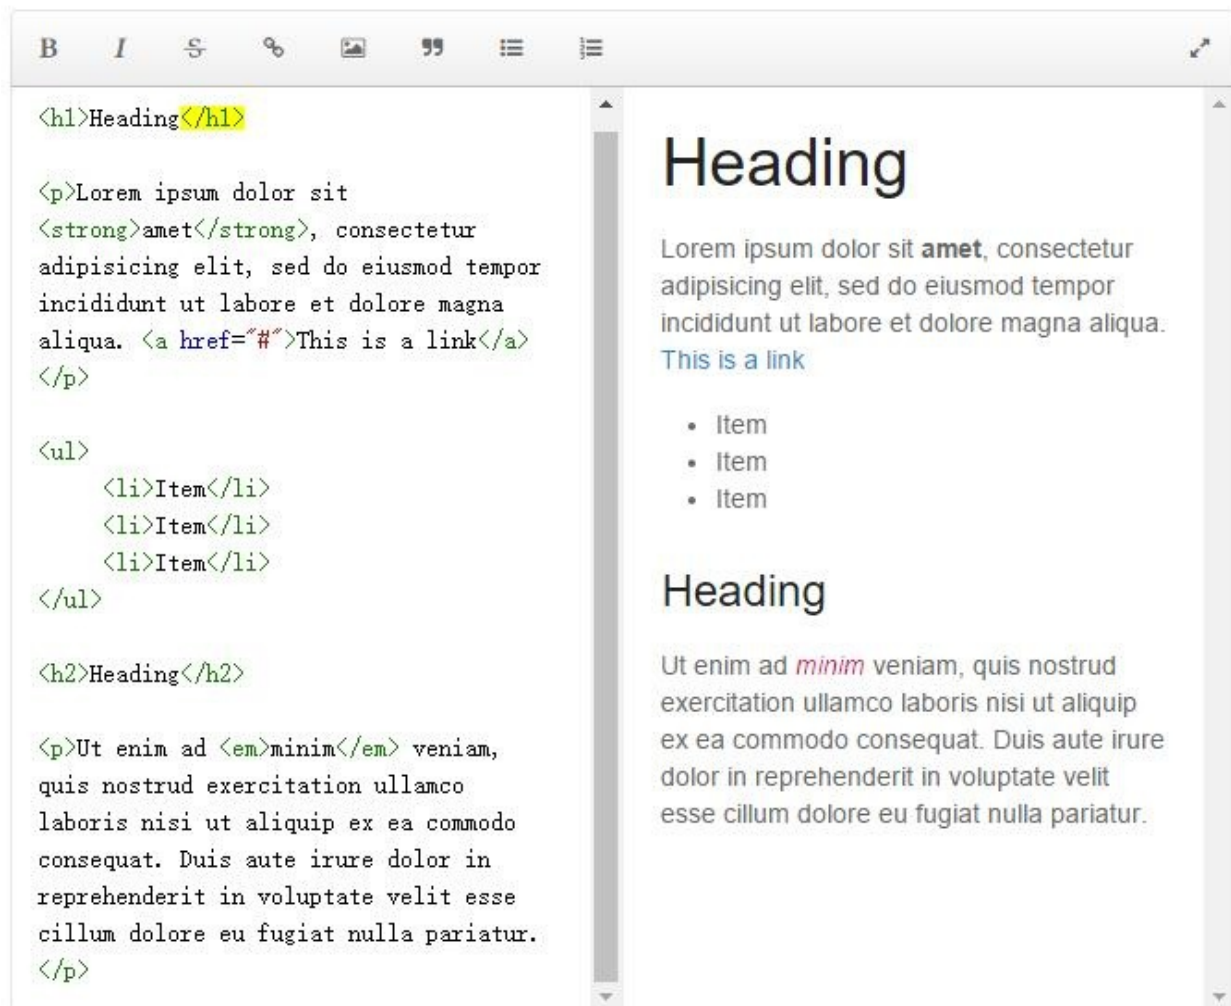 B I S
<h1>Heading</h1>
<p>Lorem ipsum dolor sit
<strong>amet</strong>, consectetur
adipisicing elit, sed do eiusmod tempor
incididunt ut labore et dolore magna
aliqua. <a href="#">This is a link</a>
</p>
<ul>
<li>Item</li>
<li>Item</li>
<li>Item</li>
</ul>
<h2>Heading</h2>
<p>Ut enim ad <em>minim</em> veniam,
quis nostrud exercitation ullamco
laboris nisi ut aliquip ex ea commodo
consequat. Duis aute irure dolor in
reprehenderit in voluptate velit esse
cillum dolore eu fugiat nulla pariatur.
</p>
Heading
Lorem ipsum dolor sit amet, consectetur
adipisicing elit, sed do eiusmod tempor
incididunt ut labore et dolore magna aliqua.
This is a link
• Item
• Item
• Item
Heading
Ut enim ad minim veniam, quis nostrud
exercitation ullamco laboris nisi ut aliquip
ex ea commodo consequat. Duis aute irure
dolor in reprehenderit in voluptate velit
esse cillum dolore eu fugiat nulla pariatur.